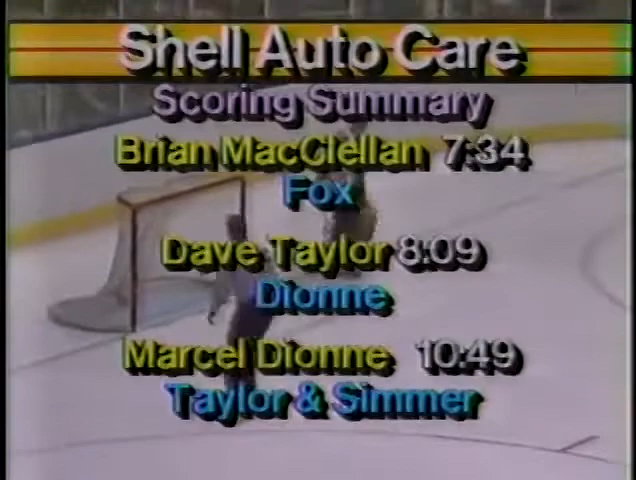 Shell Auto Care
Scoring Summary
Brian MacClellan 7:34
Fox
Dave Taylor 8:09
Dionne
Marcel Dionne 10:49
Taylor & Simmer